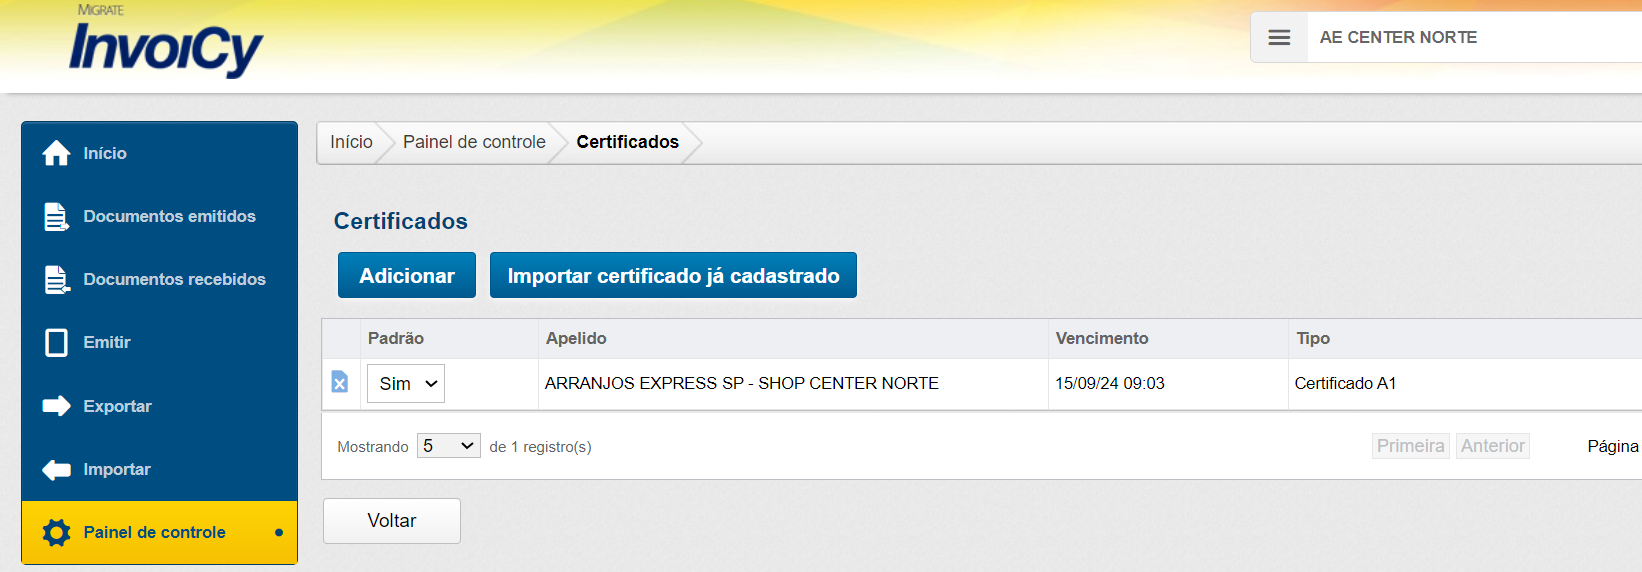 MIGRATE
InvoiCy
AE CENTER NORTE
Início
Documentos emitidos
Documentos recebidos
Emitir
Exportar
Importar
Painel de controle
Início Painel de controle Certificados
Certificados
Adicionar Importar certificado já cadastrado
Padrão Apelido Vencimento Tipo
Sim ARRANJOS EXPRESS SP - SHOP CENTER NORTE 15/09/24 09:03 Certificado A1
Mostrando 5 de 1 registro(s) Primeira Anterior Página
Voltar